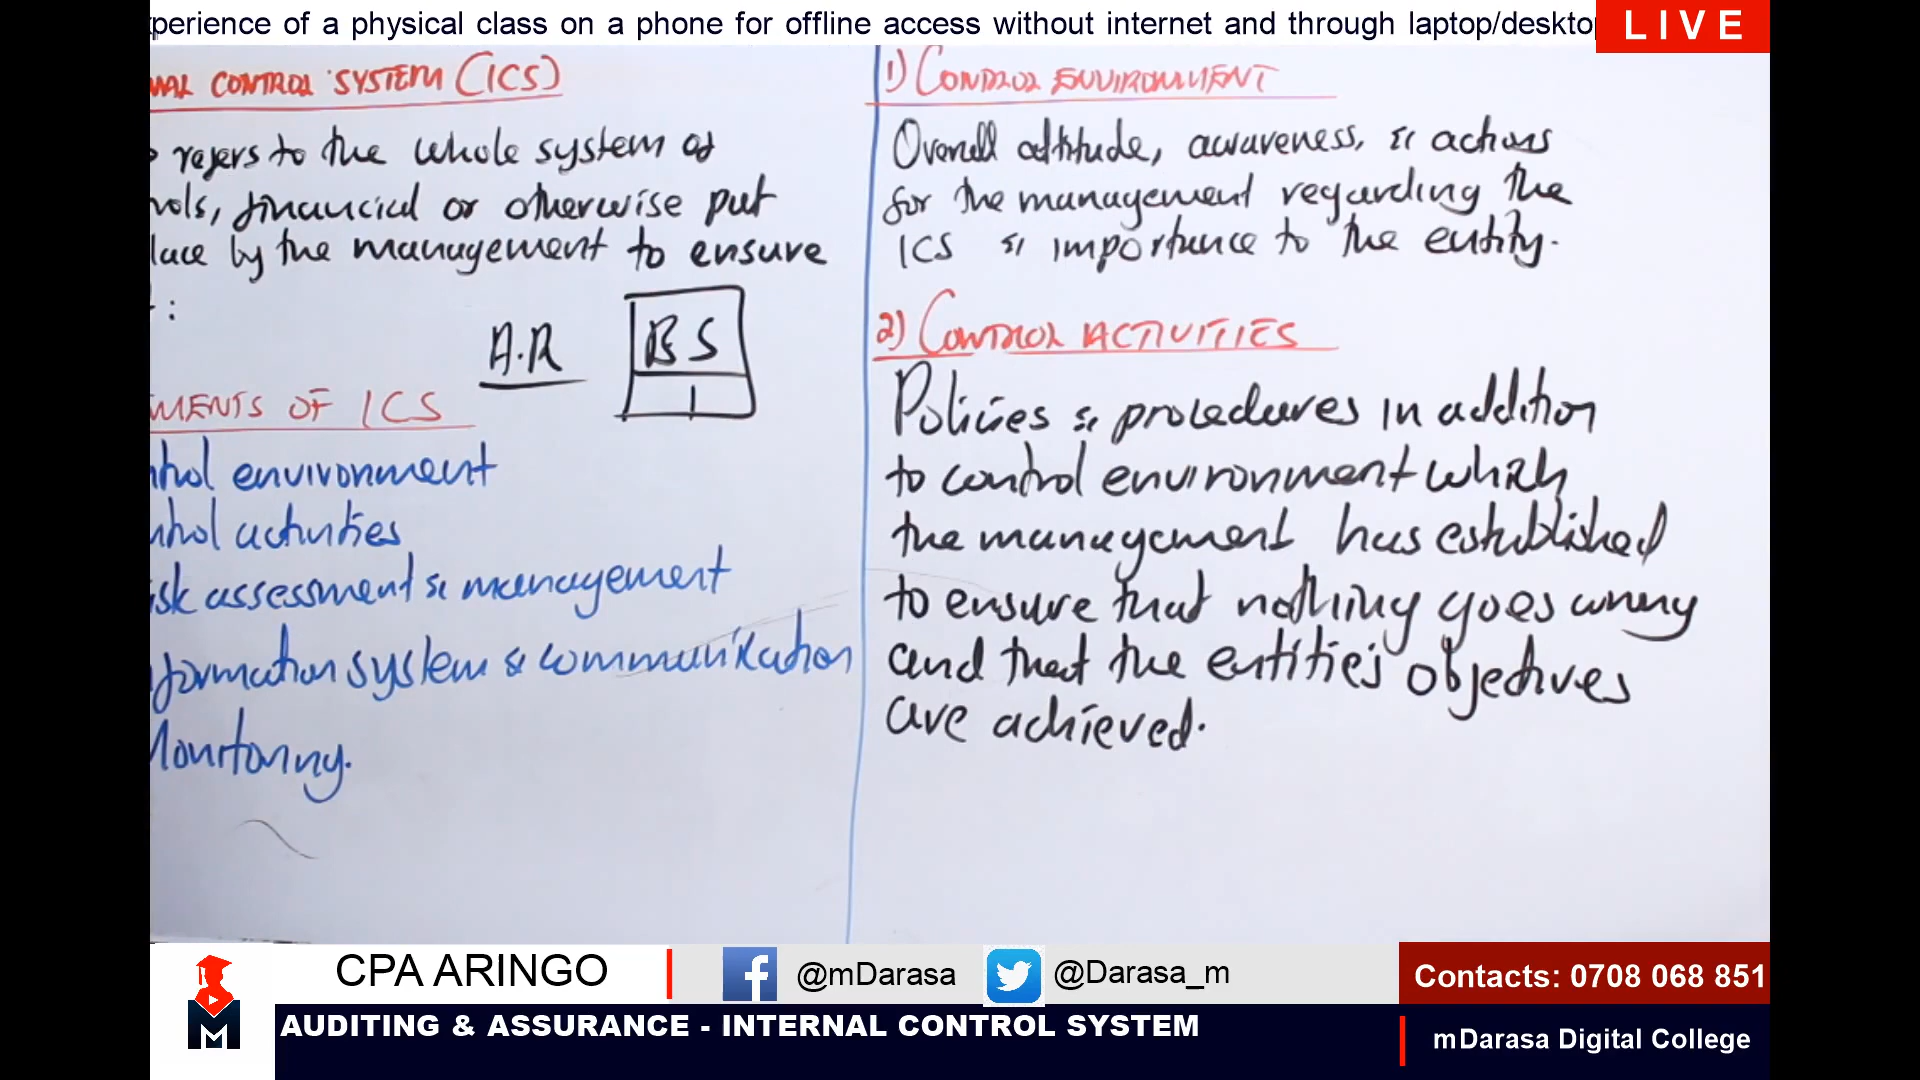 xperience of a physical class on a phone for offline access without internet and through laptop/deskto
LIVE
NAL CONTROL SYSTEM (ICS)
refers to the whole system of
rols, financial or otherwise put
lace by the management to ensure
:
A.R
BS
MENTS OF ICS
ntrol environment
ntrol activities
isk assessment & management
formation system & communication
Monitoring.
1) CONTROL ENVIRONMENT
Overall attitude, awareness, & actions
for the management regarding the
ICS & importance to the entity.
2) CONTROL ACTIVITIES
Policies & procedures in addition
to control environment which
the management has established
to ensure that nothing goes wrong
and that the entitie's objectives
are achieved.
CPA ARINGO
@mDarasa
@Darasa_m
Contacts: 0708 068 851
M
AUDITING & ASSURANCE - INTERNAL CONTROL SYSTEM
mDarasa Digital College